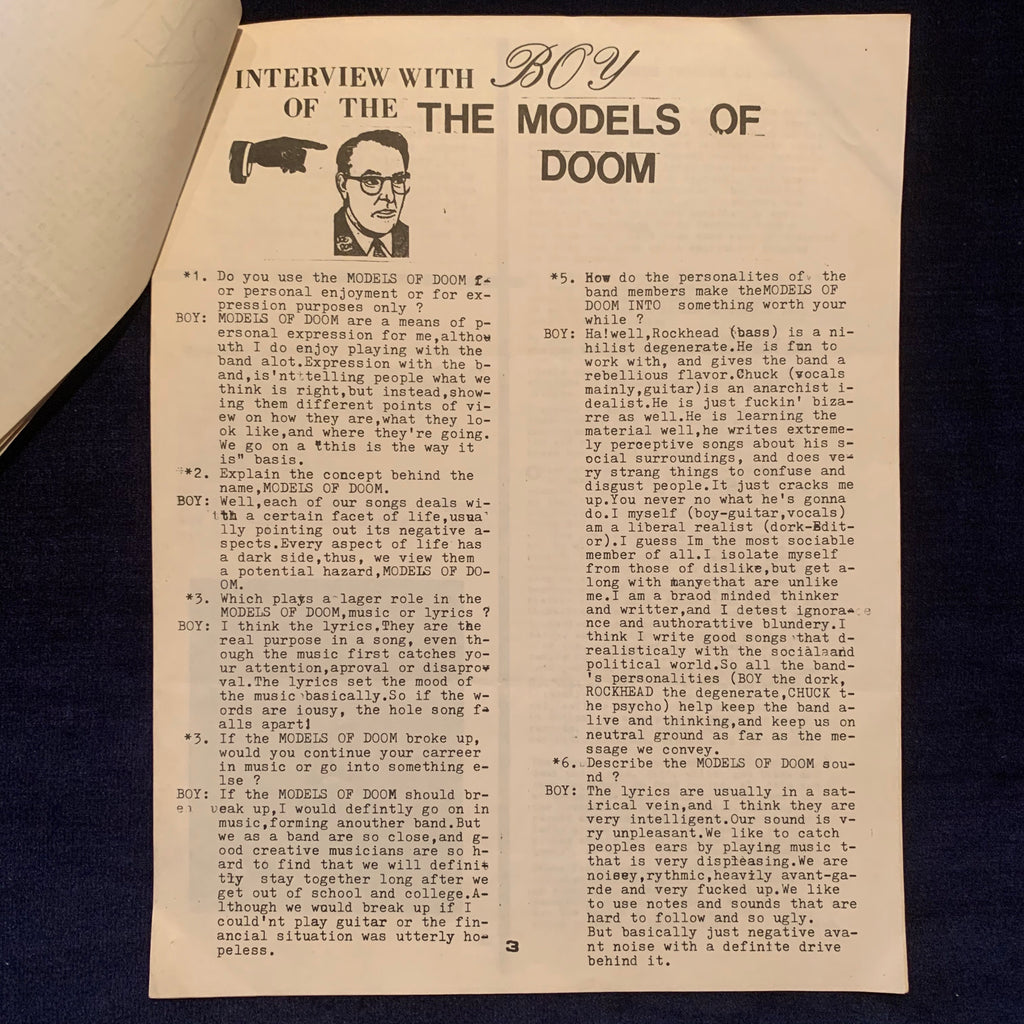 INTERVIEW WITH BOY
OF THE THE MODELS OF
DOOM
*1. Do you use the MODELS OF DOOM f-
or personal enjoyment or for ex-
pression purposes only ?
BOY: MODELS OF DOOM are a means of p-
ersonal expression for me,althou
uth I do enjoy playing with the
band alot.Expression with the b-
and,is'nt telling people what we
think is right,but instead,show-
ing them different points of vi-
ew on how they are,what they lo-
ok like,and where they're going.
We go on a "this is the way it
is" basis.
*2. Explain the concept behind the
name,MODELS OF DOOM.
BOY: Well,each of our songs deals wi-
th a certain facet of life,usua
lly pointing out its negative a-
spects.Every aspect of life has
a dark side,thus, we view them
a potential hazard,MODELS OF DO-
OM.
*3. Which plays a lager role in the
MODELS OF DOOM,music or lyrics ?
BOY: I think the lyrics.They are the
real purpose in a song, even th-
ough the music first catches yo-
ur attention,aproval or disapro
val.The lyrics set the mood of
the music basically.So if the w-
ords are iousy, the hole song f-
alls apart!
*3. If the MODELS OF DOOM broke up,
would you continue your carreer
in music or go into something e-
lse ?
BOY: If the MODELS OF DOOM should br-
eak up,I would defintly go on in
music,forming anouther band.But
we as a band are so close,and g-
ood creative musicians are so h-
ard to find that we will definit
tly stay together long after we
get out of school and college.A-
lthough we would break up if I
could'nt play guitar or the fin-
ancial situation was utterly ho-
peless.
*5. How do the personalites of the
band members make theMODELS OF
DOOM INTO something worth your
while ?
BOY: Ha!well,Rockhead (bass) is a ni-
hilist degenerate.He is fun to
work with, and gives the band a
rebellious flavor.Chuck (vocals
mainly,guitar)is an anarchist i-
dealist.He is just fuckin' biza-
rre as well.He is learning the
material well,he writes extreme-
ly perceptive songs about his s-
ocial surroundings, and does ve-
ry strang things to confuse and
disgust people.It just cracks me
up.You never no what he's gonna
do.I myself (boy-guitar,vocals)
am a liberal realist (dork-Edit-
or).I guess Im the most sociable
member of all.I isolate myself
from those of dislike,but get a-
long with many that are unlike
me.I am a braod minded thinker
and writter,and I detest ignora-
nce and authorattive blundery.I
think I write good songs that d-
realisticaly with the social and
political world.So all the band-
's personalities (BOY the dork,
ROCKHEAD the degenerate,CHUCK t-
he psycho) help keep the band a-
live and thinking,and keep us on
neutral ground as far as the me-
ssage we convey.
*6. Describe the MODELS OF DOOM sou-
nd ?
BOY: The lyrics are usually in a sat-
irical vein,and I think they are
very intelligent.Our sound is v-
ry unpleasant.We like to catch
peoples ears by playing music t-
that is very displeasing.We are
noisey,rythmic,heavily avant-ga-
rde and very fucked up.We like
to use notes and sounds that are
hard to follow and so ugly.
But basically just negative ava-
nt noise with a definite drive
behind it.
3